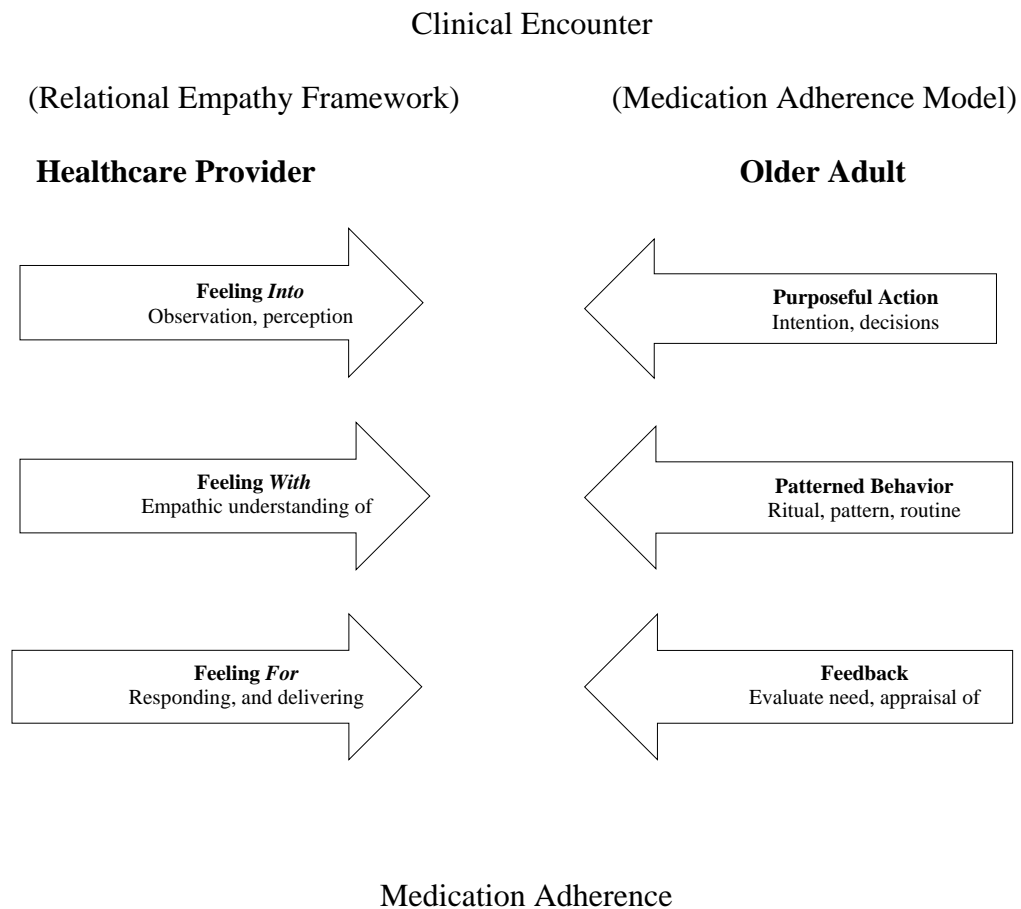 Clinical Encounter
(Relational Empathy Framework)
(Medication Adherence Model)
Healthcare Provider
Older Adult
Feeling Into
Observation, perception
Purposeful Action
Intention, decisions
Feeling With
Empathic understanding of
Patterned Behavior
Ritual, pattern, routine
Feeling For
Responding, and delivering
Feedback
Evaluate need, appraisal of
Medication Adherence